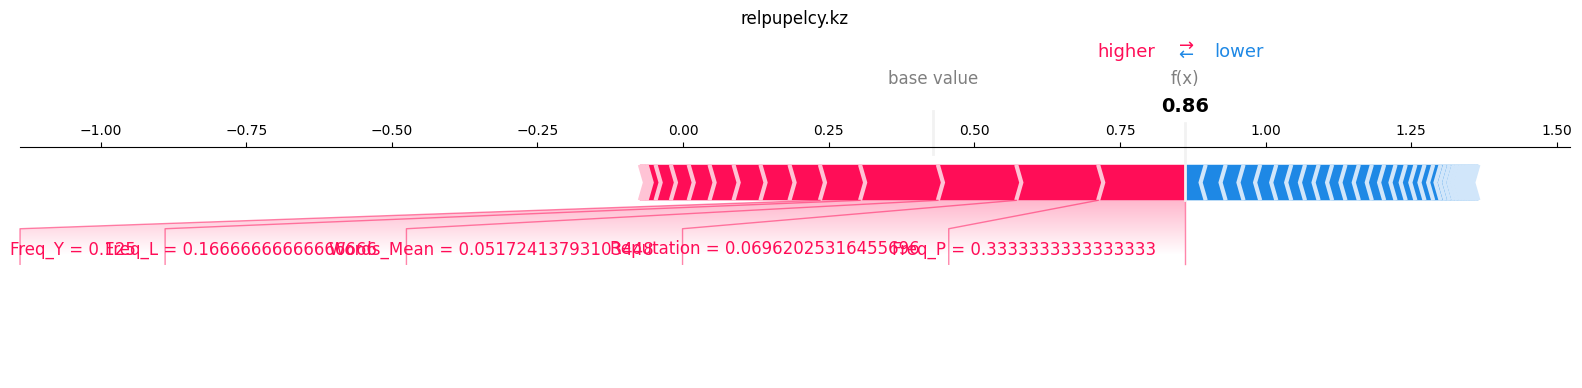 relpupelcy.kz
higher ⇄ lower
base value f(x)
0.86
−1.00 −0.75 −0.50 −0.25 0.00 0.25 0.50 0.75 1.00 1.25 1.50
Freq_Y = 0.125 Freq_L = 0.16666666666666666 Words_Mean = 0.05172413793103448 Reputation = 0.06962025316455696 Freq_P = 0.3333333333333333